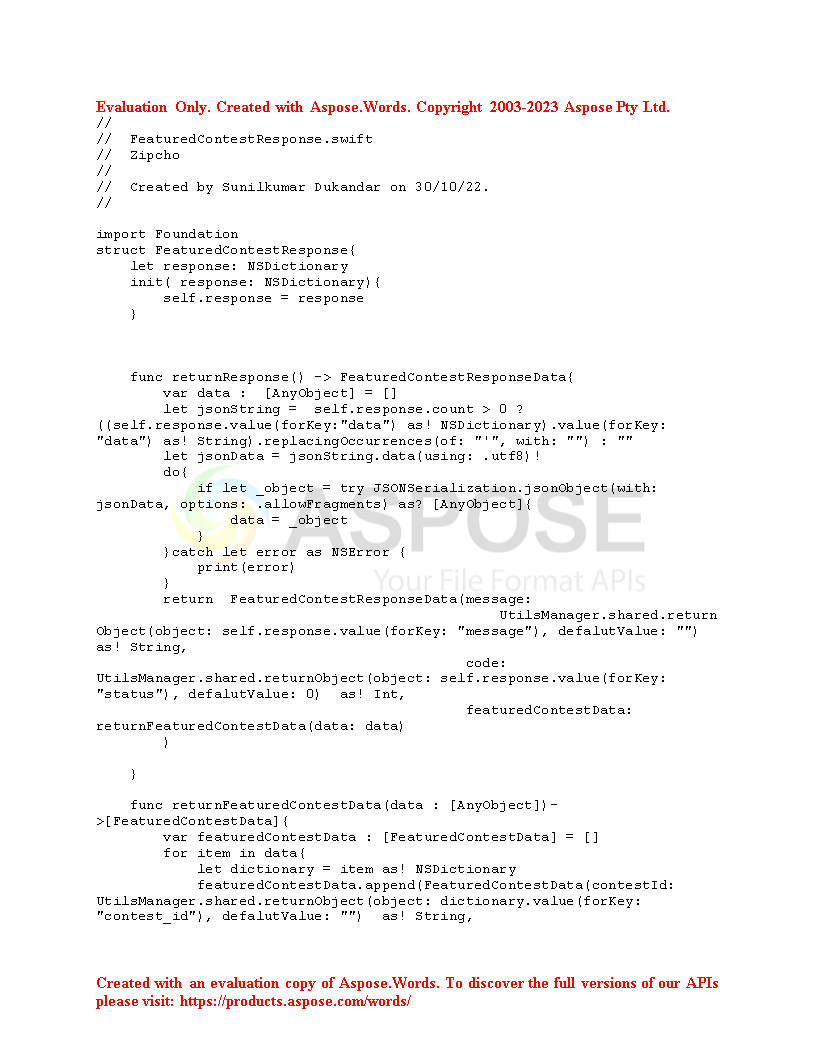 Evaluation Only. Created with Aspose.Words. Copyright 2003-2023 Aspose Pty Ltd.
//
//  FeaturedContestResponse.swift
//  Zipcho
//
//  Created by Sunilkumar Dukandar on 30/10/22.
//
import Foundation
struct FeaturedContestResponse{
    let response: NSDictionary
    init( response: NSDictionary){
        self.response = response
    }
    func returnResponse() -> FeaturedContestResponseData{
        var data :  [AnyObject] = []
        let jsonString =  self.response.count > 0 ?
((self.response.value(forKey:"data") as! NSDictionary).value(forKey:
"data") as! String).replacingOccurrences(of: "'", with: "") : ""
        let jsonData = jsonString.data(using: .utf8)!
        do{
            if let _object = try JSONSerialization.jsonObject(with:
jsonData, options: .allowFragments) as? [AnyObject]{
                data = _object
            }
        }catch let error as NSError {
            print(error)
        }
        return  FeaturedContestResponseData(message:
UtilsManager.shared.return
Object(object: self.response.value(forKey: "message"), defalutValue: "")
as! String,
code:
UtilsManager.shared.returnObject(object: self.response.value(forKey:
"status"), defalutValue: 0)  as! Int,
featuredContestData:
returnFeaturedContestData(data: data)
        )
    }
    func returnFeaturedContestData(data : [AnyObject])-
>[FeaturedContestData]{
        var featuredContestData : [FeaturedContestData] = []
        for item in data{
            let dictionary = item as! NSDictionary
            featuredContestData.append(FeaturedContestData(contestId:
UtilsManager.shared.returnObject(object: dictionary.value(forKey:
"contest_id"), defalutValue: "")  as! String,
ASPOSE
Your File Format APIs
Created with an evaluation copy of Aspose.Words. To discover the full versions of our APIs
please visit: https://products.aspose.com/words/